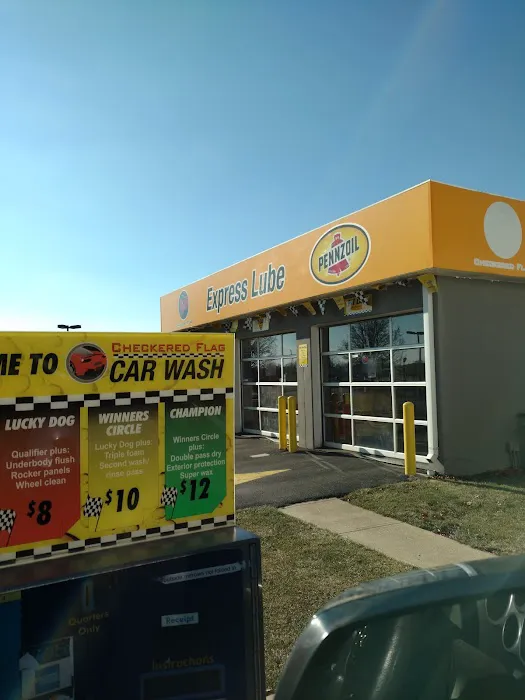 Express Lube
PENNZOIL
CHECKERED FL
ME TO
CHECKERED FLAG
CAR WASH
LUCKY DOG
Qualifier plus:
Underbody flush
Rocker panels
Wheel clean
$8
WINNERS
CIRCLE
Lucky Dog plus:
Triple foam
Second wash/
rinse pass
$10
CHAMPION
Winners Circle
plus:
Double pass dry
Exterior protection
Super wax
$12
Quarters
Only
Receipt
Instructions